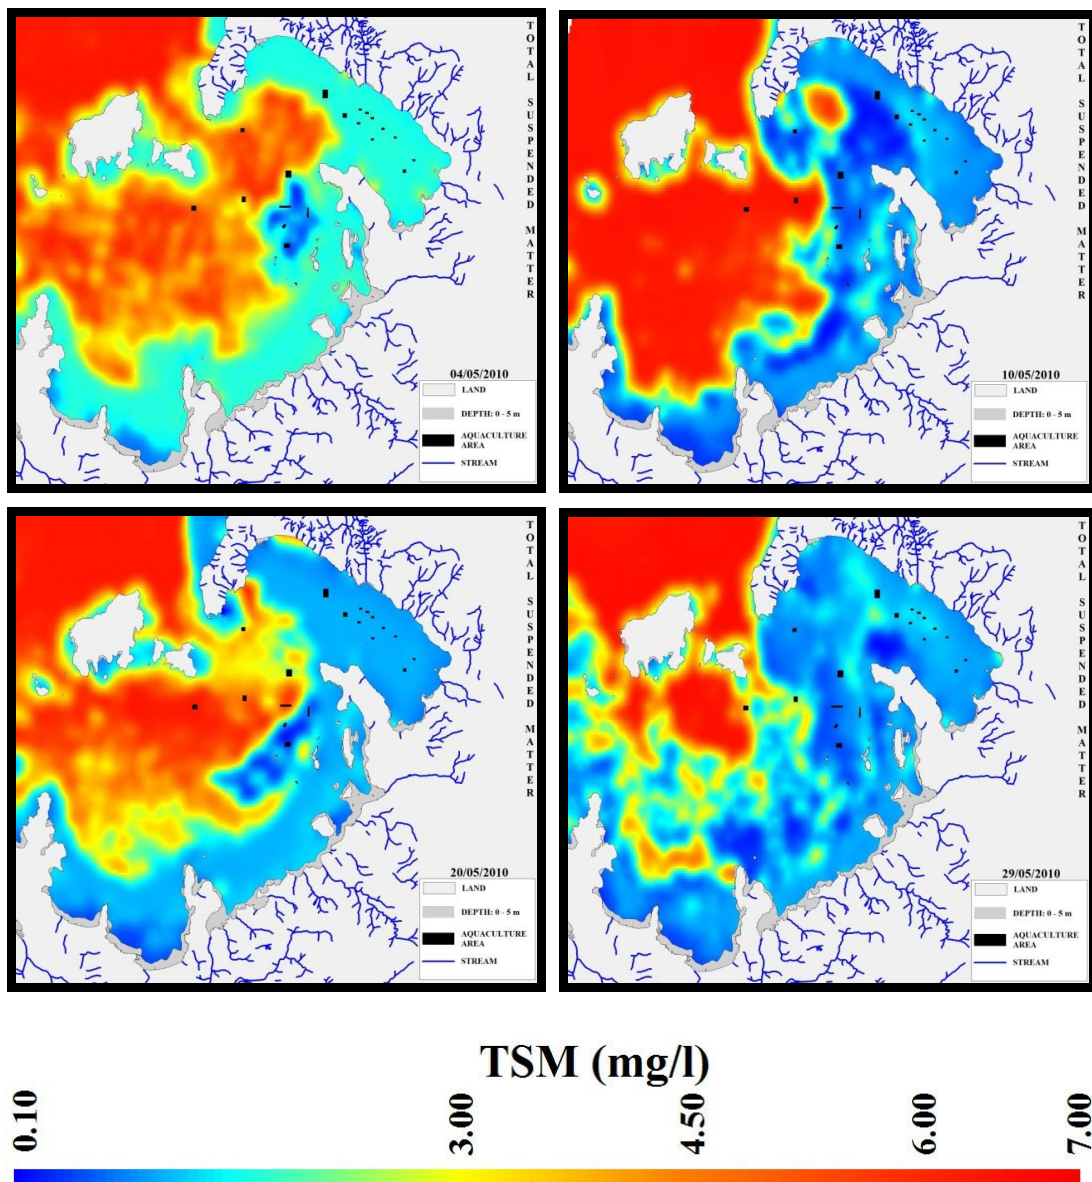 TOTAL SUSPENDED MATTER
04/05/2010
LAND
DEPTH: 0 - 5 m
AQUACULTURE
AREA
STREAM
TOTAL SUSPENDED MATTER
10/05/2010
LAND
DEPTH: 0 - 5 m
AQUACULTURE
AREA
STREAM
TOTAL SUSPENDED MATTER
20/05/2010
LAND
DEPTH: 0 - 5 m
AQUACULTURE
AREA
STREAM
TOTAL SUSPENDED MATTER
29/05/2010
LAND
DEPTH: 0 - 5 m
AQUACULTURE
AREA
STREAM
TSM (mg/l)
0.10 3.00 4.50 6.00 7.00